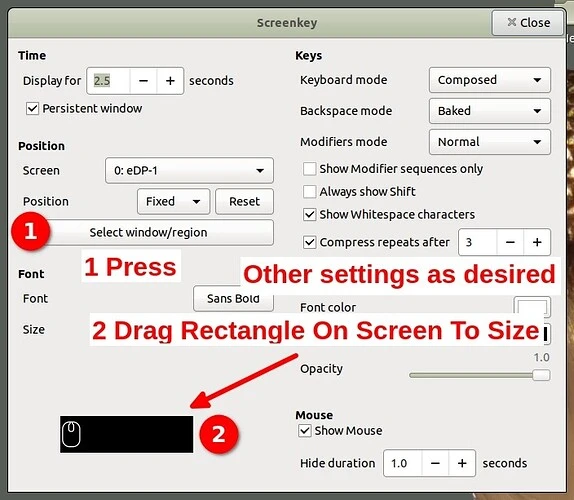 Screenkey
Close
Time
Display for 2.5 − + seconds
Persistent window
Position
Screen 0: eDP-1
Position Fixed Reset
1 Select window/region
1 Press
Font
Font Sans Bold
Size
Keys
Keyboard mode Composed
Backspace mode Baked
Modifiers mode Normal
Show Modifier sequences only
Always show Shift
Show Whitespace characters
Compress repeats after 3 − +
Other settings as desired
Font color
2 Drag Rectangle On Screen To Size
Opacity 1.0
2
Mouse
Show Mouse
Hide duration 1.0 − + seconds